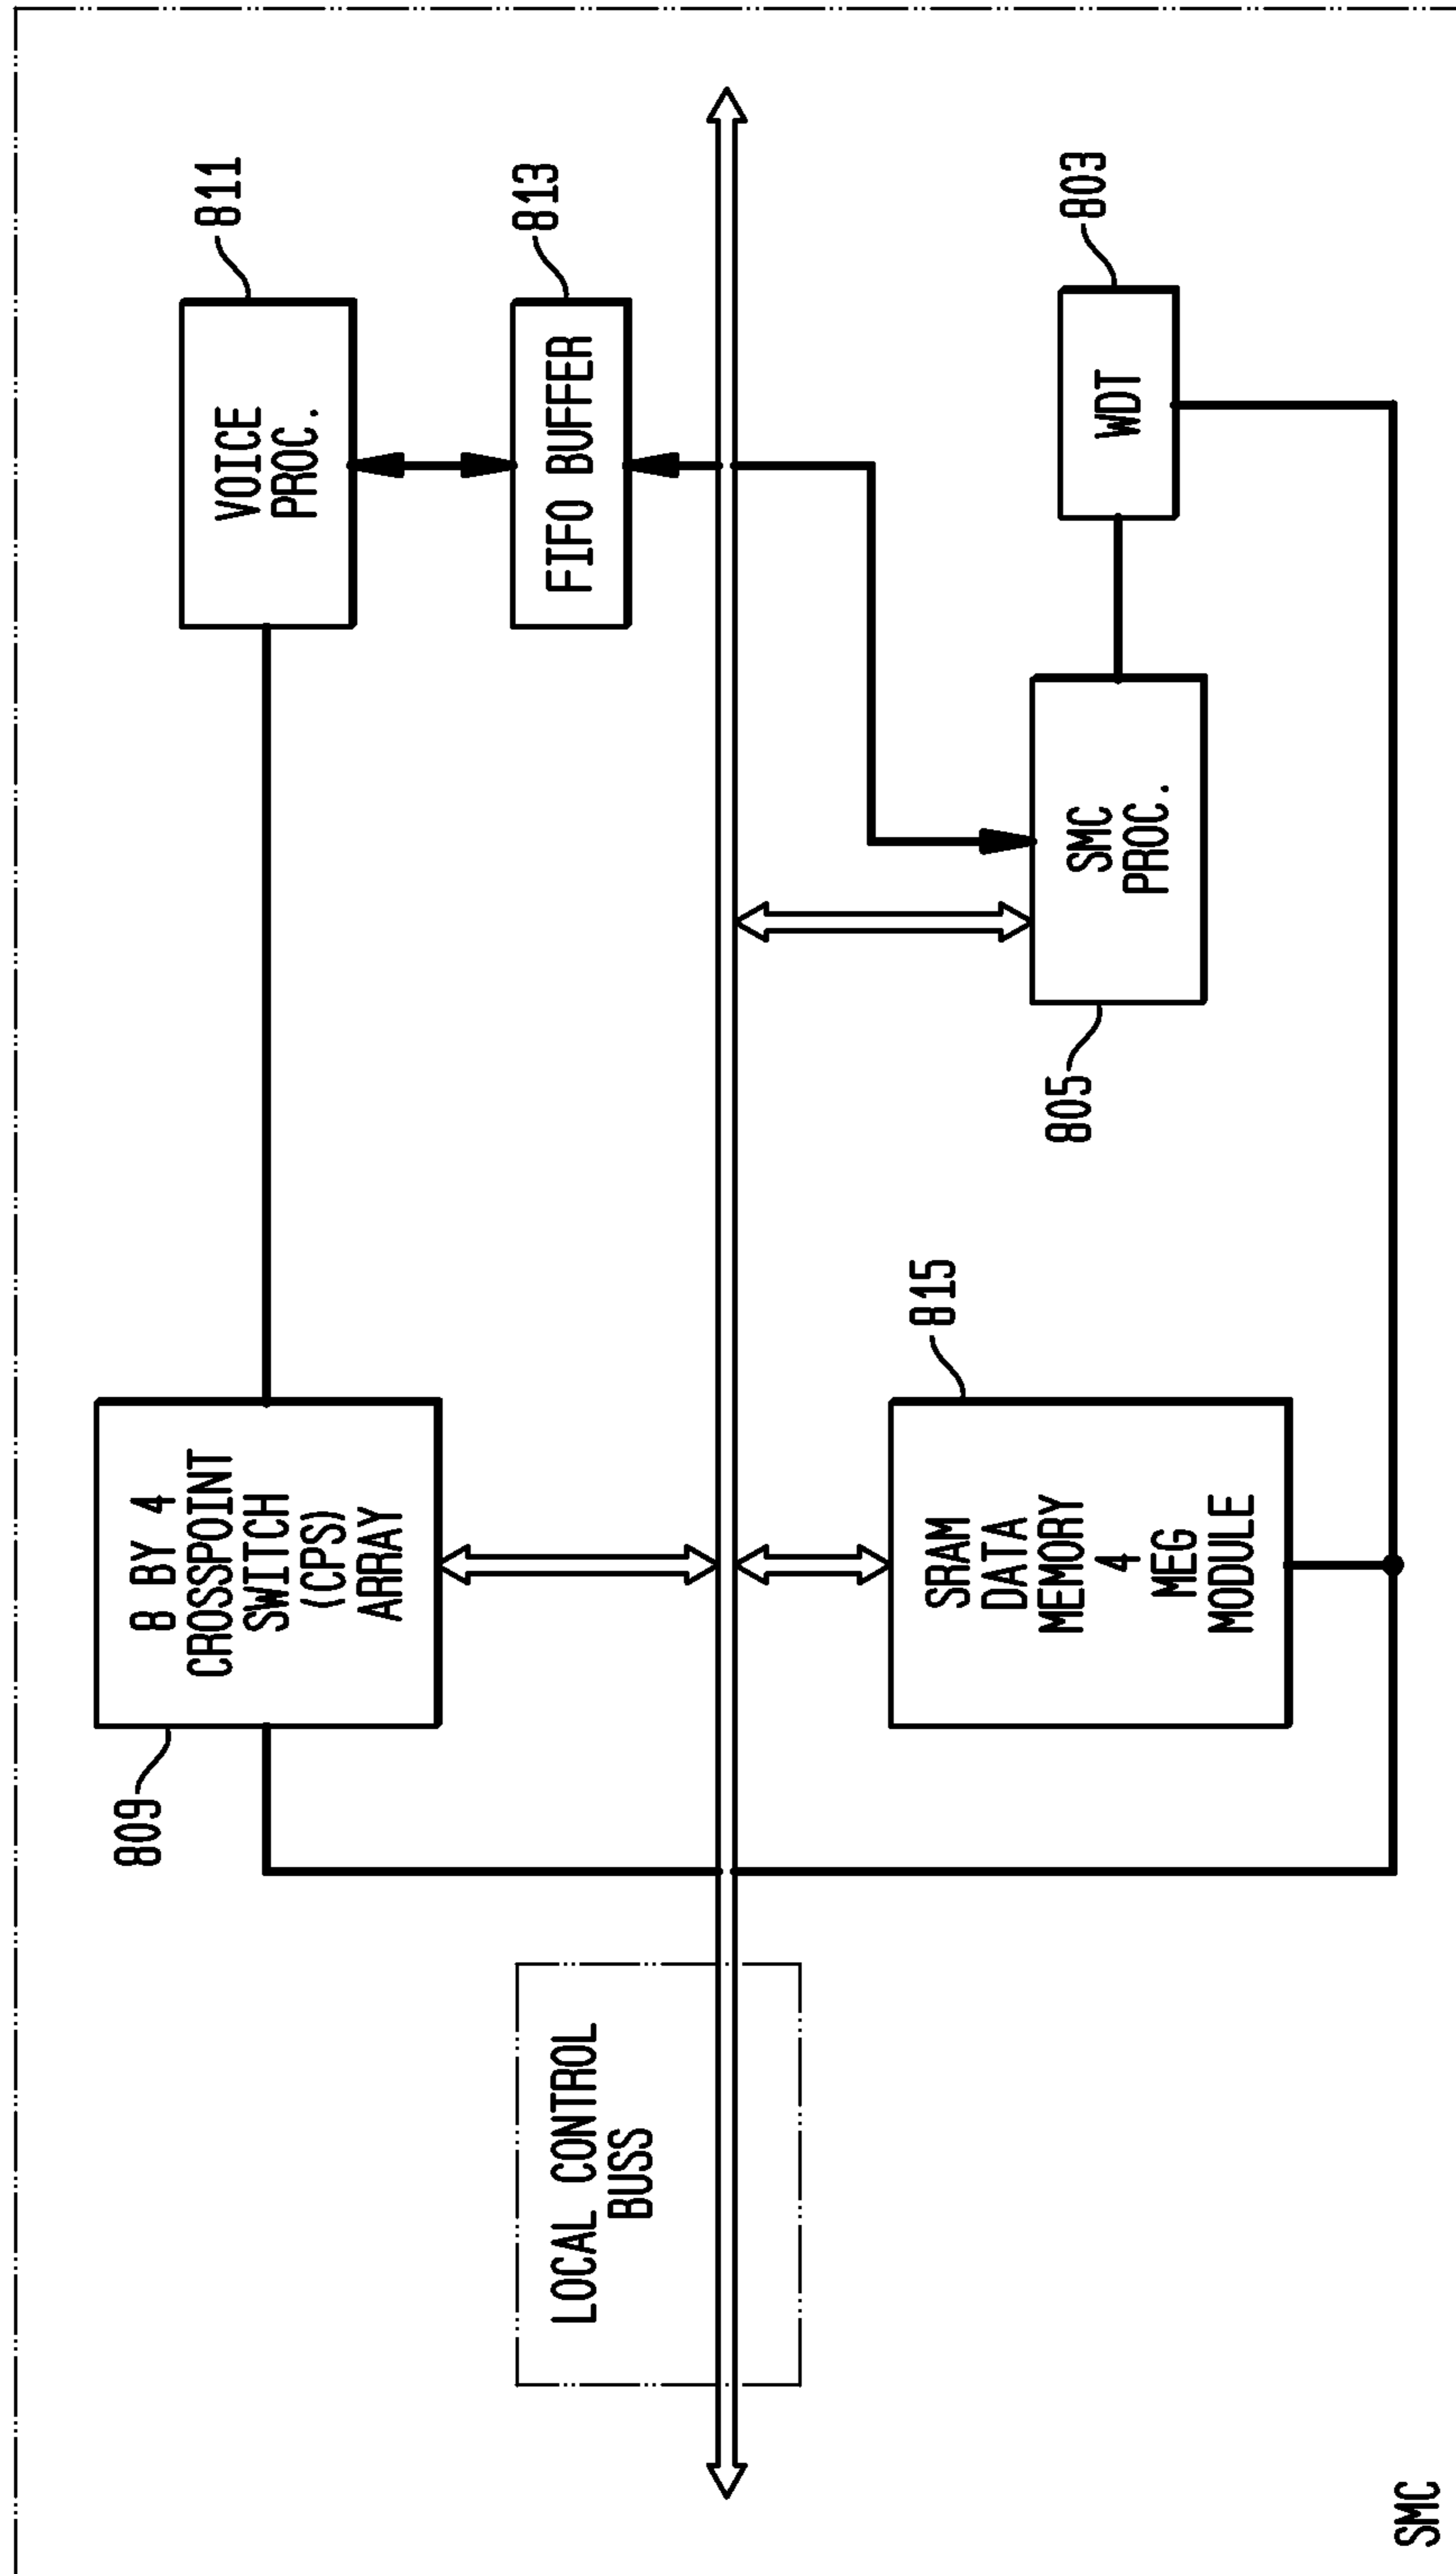 809
8 BY 4
CROSSPOINT
SWITCH
(CPS)
ARRAY
VOICE
PROC.
811
LOCAL CONTROL
BUSS
FIFO BUFFER
813
815
SRAM
DATA
MEMORY
4
MEG
MODULE
805
SMC
PROC.
WDT
803
SMC